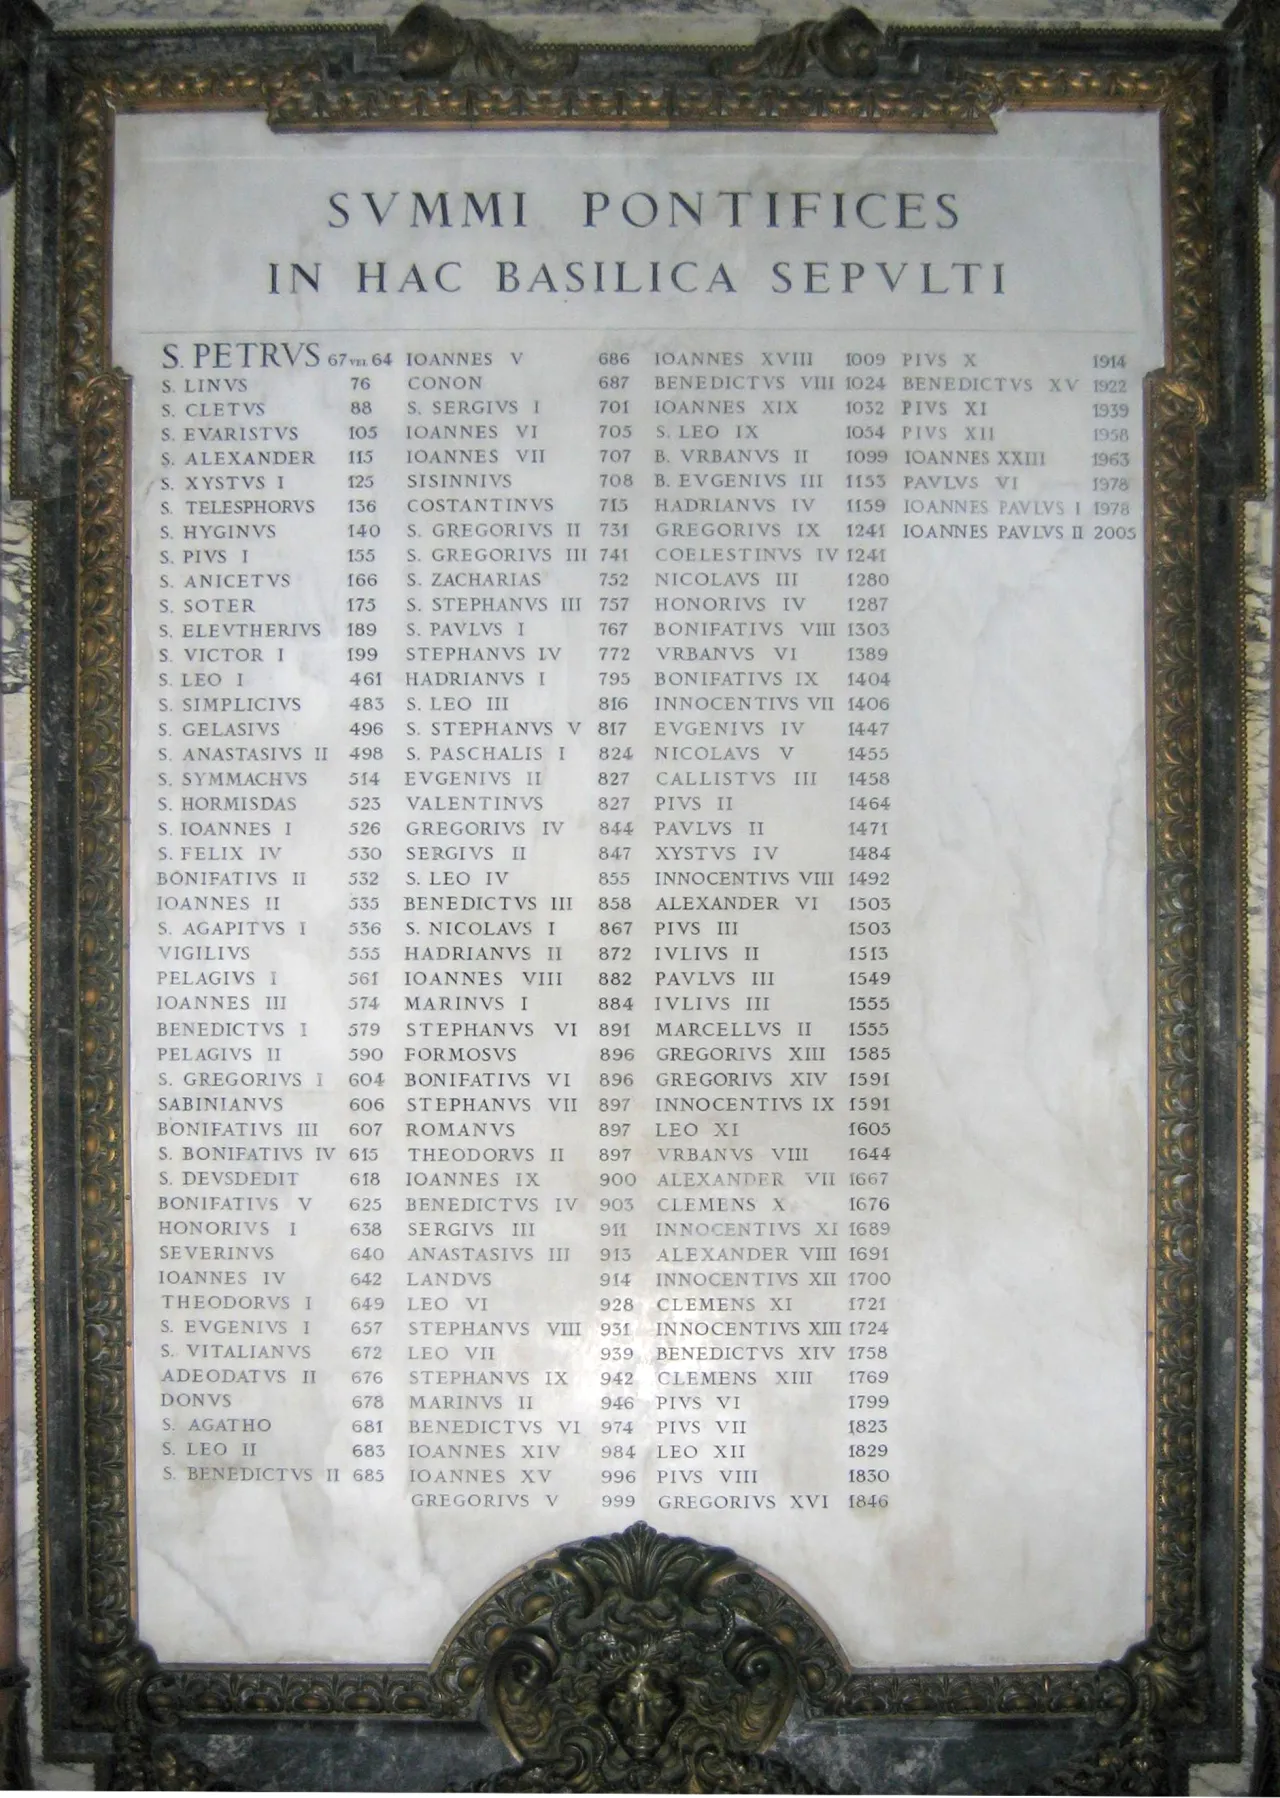 SVMMI PONTIFICES
IN HAC BASILICA SEPVLTI
S. PETRVS 67 VEL 64
S. LINVS 76
S. CLETVS 88
S. EVARISTVS 105
S. ALEXANDER 115
S. XYSTVS I 125
S. TELESPHORVS 136
S. HYGINVS 140
S. PIVS I 155
S. ANICETVS 166
S. SOTER 175
S. ELEVTHERIVS 189
S. VICTOR I 199
S. LEO I 461
S. SIMPLICIVS 483
S. GELASIVS 496
S. ANASTASIVS II 498
S. SYMMACHVS 514
S. HORMISDAS 523
S. IOANNES I 526
S. FELIX IV 530
BONIFATIVS II 532
IOANNES II 535
S. AGAPITVS I 536
VIGILIVS 555
PELAGIVS I 561
IOANNES III 574
BENEDICTVS I 579
PELAGIVS II 590
S. GREGORIVS I 604
SABINIANVS 606
BONIFATIVS III 607
S. BONIFATIVS IV 615
S. DEVSDEDIT 618
BONIFATIVS V 625
HONORIVS I 638
SEVERINVS 640
IOANNES IV 642
THEODORVS I 649
S. EVGENIVS I 657
S. VITALIANVS 672
ADEODATVS II 676
DONVS 678
S. AGATHO 681
S. LEO II 683
S. BENEDICTVS II 685
IOANNES V 686
CONON 687
S. SERGIVS I 701
IOANNES VI 705
IOANNES VII 707
SISINNIVS 708
COSTANTINVS 715
S. GREGORIVS II 731
S. GREGORIVS III 741
S. ZACHARIAS 752
S. STEPHANVS III 757
S. PAVLVS I 767
STEPHANVS IV 772
HADRIANVS I 795
S. LEO III 816
S. STEPHANVS V 817
S. PASCHALIS I 824
EVGENIVS II 827
VALENTINVS 827
GREGORIVS IV 844
SERGIVS II 847
S. LEO IV 855
BENEDICTVS III 858
S. NICOLAVS I 867
HADRIANVS II 872
IOANNES VIII 882
MARINVS I 884
STEPHANVS VI 891
FORMOSVS 896
BONIFATIVS VI 896
STEPHANVS VII 897
ROMANVS 897
THEODORVS II 897
IOANNES IX 900
BENEDICTVS IV 903
SERGIVS III 911
ANASTASIVS III 913
LANDVS 914
LEO VI 928
STEPHANVS VIII 931
LEO VII 939
STEPHANVS IX 942
MARINVS II 946
BENEDICTVS VI 974
IOANNES XIV 984
IOANNES XV 996
GREGORIVS V 999
IOANNES XVIII 1009
BENEDICTVS VIII 1024
IOANNES XIX 1032
S. LEO IX 1054
B. VRBANVS II 1099
B. EVGENIVS III 1153
HADRIANVS IV 1159
GREGORIVS IX 1241
COELESTINVS IV 1241
NICOLAVS III 1280
HONORIVS IV 1287
BONIFATIVS VIII 1303
VRBANVS VI 1389
BONIFATIVS IX 1404
INNOCENTIVS VII 1406
EVGENIVS IV 1447
NICOLAVS V 1455
CALLISTVS III 1458
PIVS II 1464
PAVLVS II 1471
XYSTVS IV 1484
INNOCENTIVS VIII 1492
ALEXANDER VI 1503
PIVS III 1503
IVLIVS II 1513
PAVLVS III 1549
IVLIVS III 1555
MARCELLVS II 1555
GREGORIVS XIII 1585
GREGORIVS XIV 1591
INNOCENTIVS IX 1591
LEO XI 1605
VRBANVS VIII 1644
ALEXANDER VII 1667
CLEMENS X 1676
INNOCENTIVS XI 1689
ALEXANDER VIII 1691
INNOCENTIVS XII 1700
CLEMENS XI 1721
INNOCENTIVS XIII 1724
BENEDICTVS XIV 1758
CLEMENS XIII 1769
PIVS VI 1799
PIVS VII 1823
LEO XII 1829
PIVS VIII 1830
GREGORIVS XVI 1846
PIVS X 1914
BENEDICTVS XV 1922
PIVS XI 1939
PIVS XII 1958
IOANNES XXIII 1963
PAVLVS VI 1978
IOANNES PAVLVS I 1978
IOANNES PAVLVS II 2005